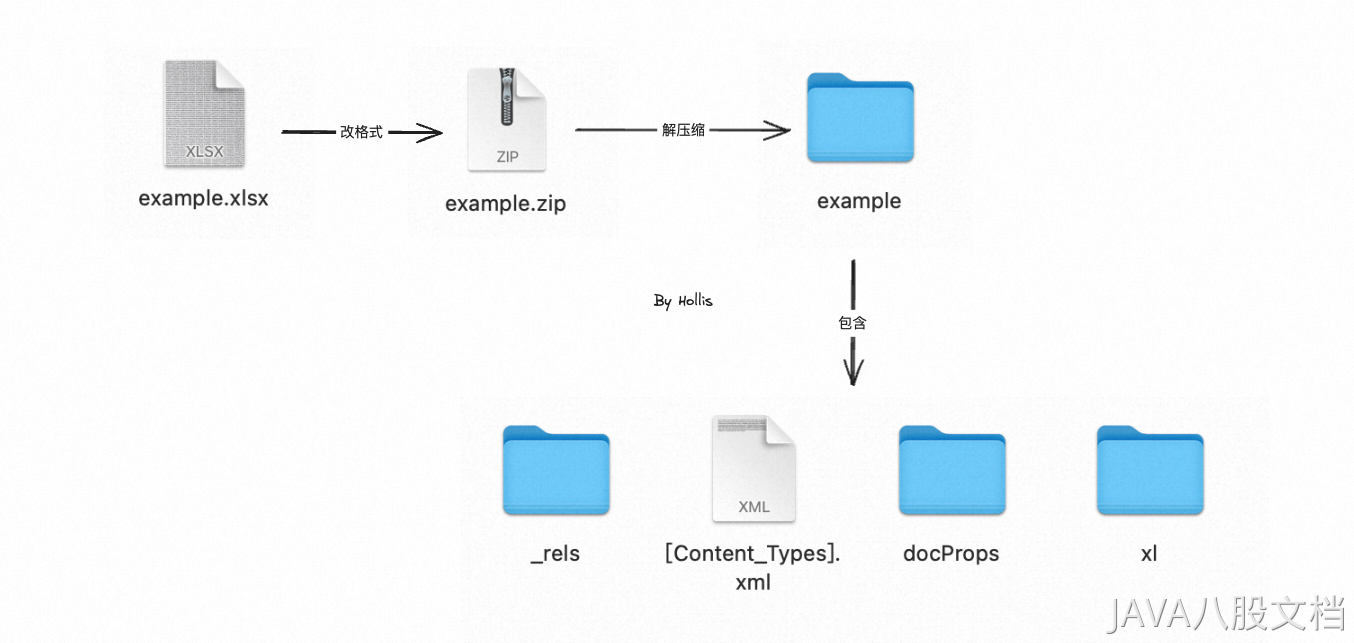 XLSX
改格式
ZIP
解压缩
example.xlsx
example.zip
example
By Hollis
包含
XML
_rels
[Content_Types].
xml
docProps
xl
JAVA八股文档